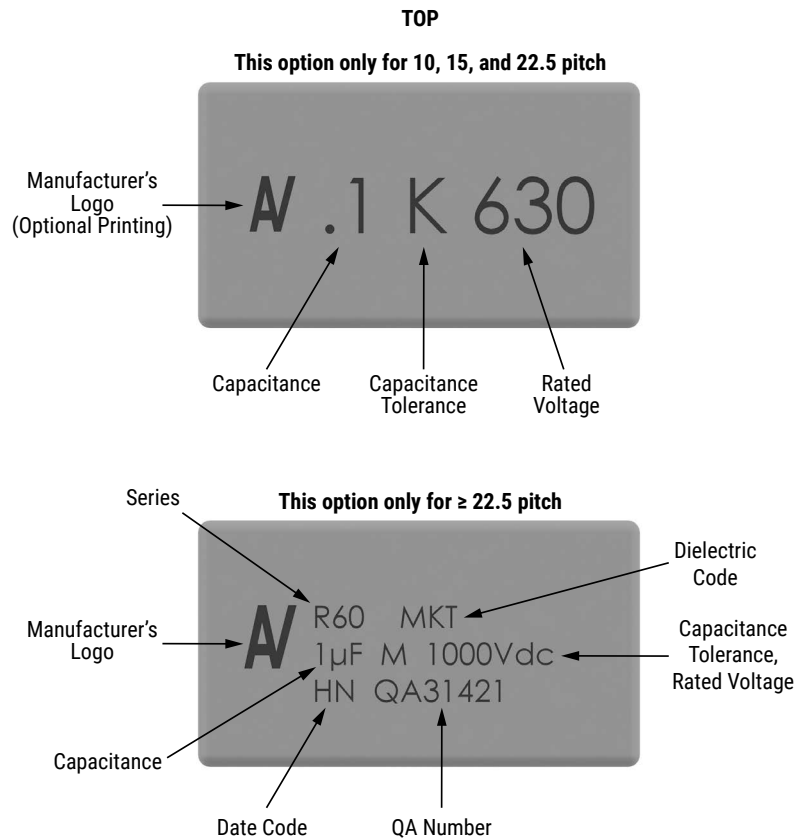 TOP
This option only for 10, 15, and 22.5 pitch
Manufacturer's
Logo
(Optional Printing)
.1 K 630
Capacitance
Capacitance
Tolerance
Rated
Voltage
Series
This option only for ≥ 22.5 pitch
Dielectric
Code
R60 MKT
Manufacturer's
Logo
1µF M 1000Vdc
Capacitance
Tolerance,
Rated Voltage
HN QA31421
Capacitance
Date Code
QA Number